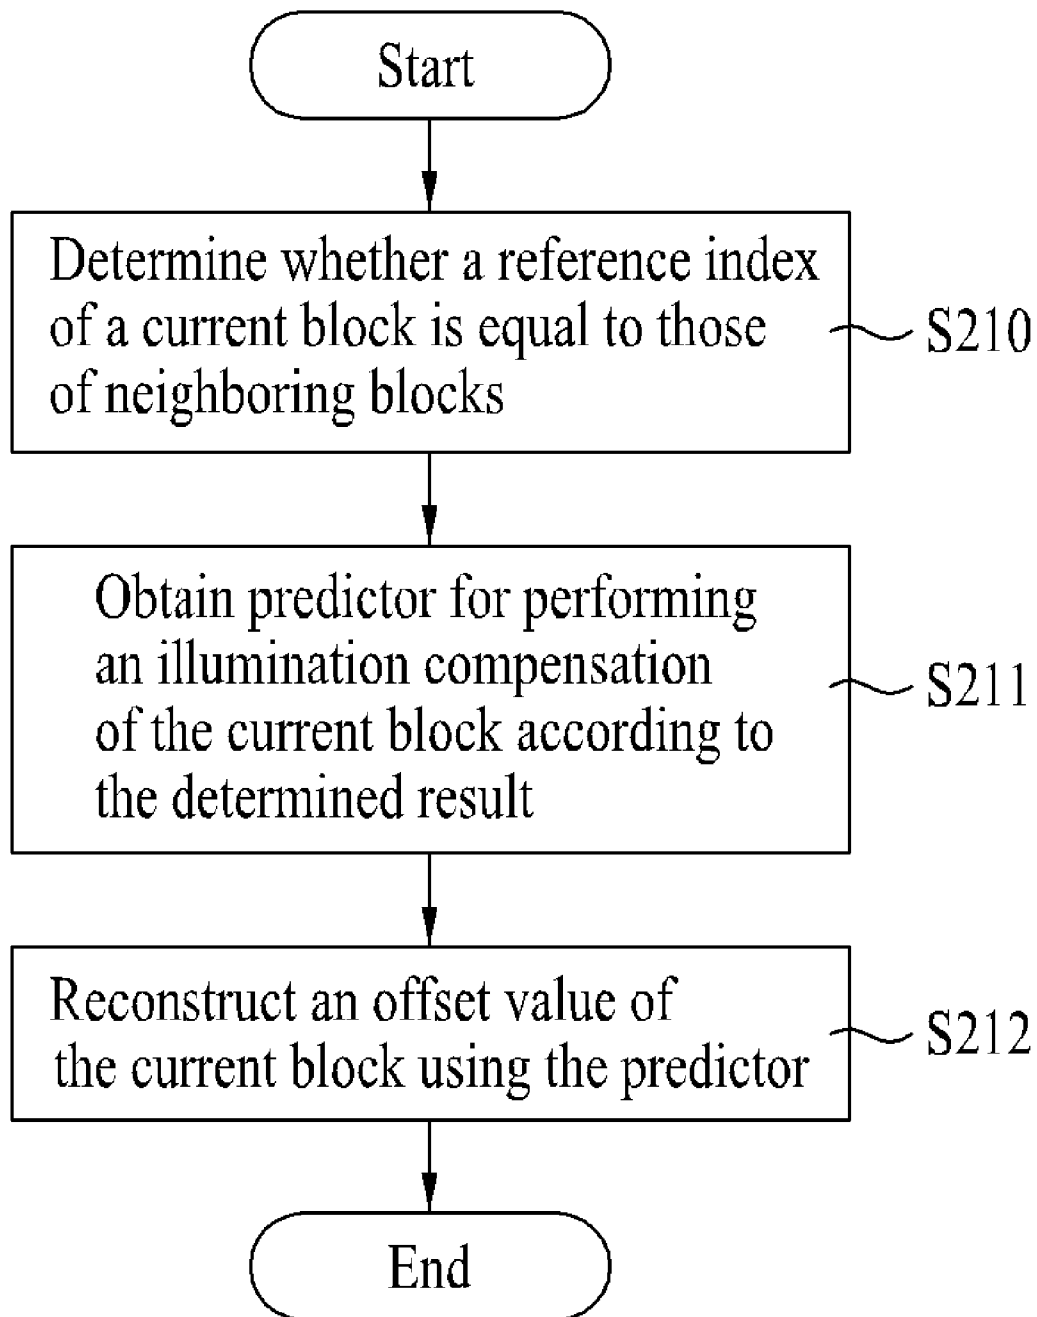 Start
Determine whether a reference index
of a current block is equal to those
of neighboring blocks
S210
Obtain predictor for performing
an illumination compensation
of the current block according to
the determined result
S211
Reconstruct an offset value of
the current block using the predictor
S212
End